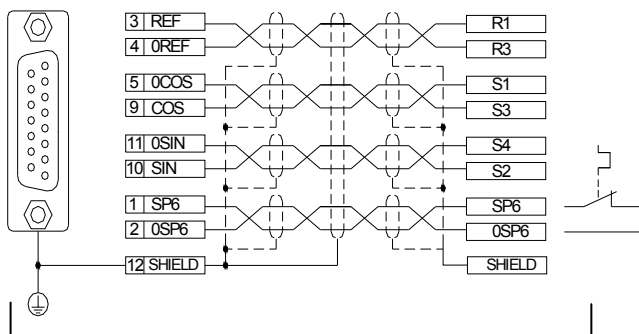 3 REF R1
4 0REF R3
5 0COS S1
9 COS S3
11 0SIN S4
10 SIN S2
1 SP6 SP6
2 0SP6 0SP6
12 SHIELD SHIELD